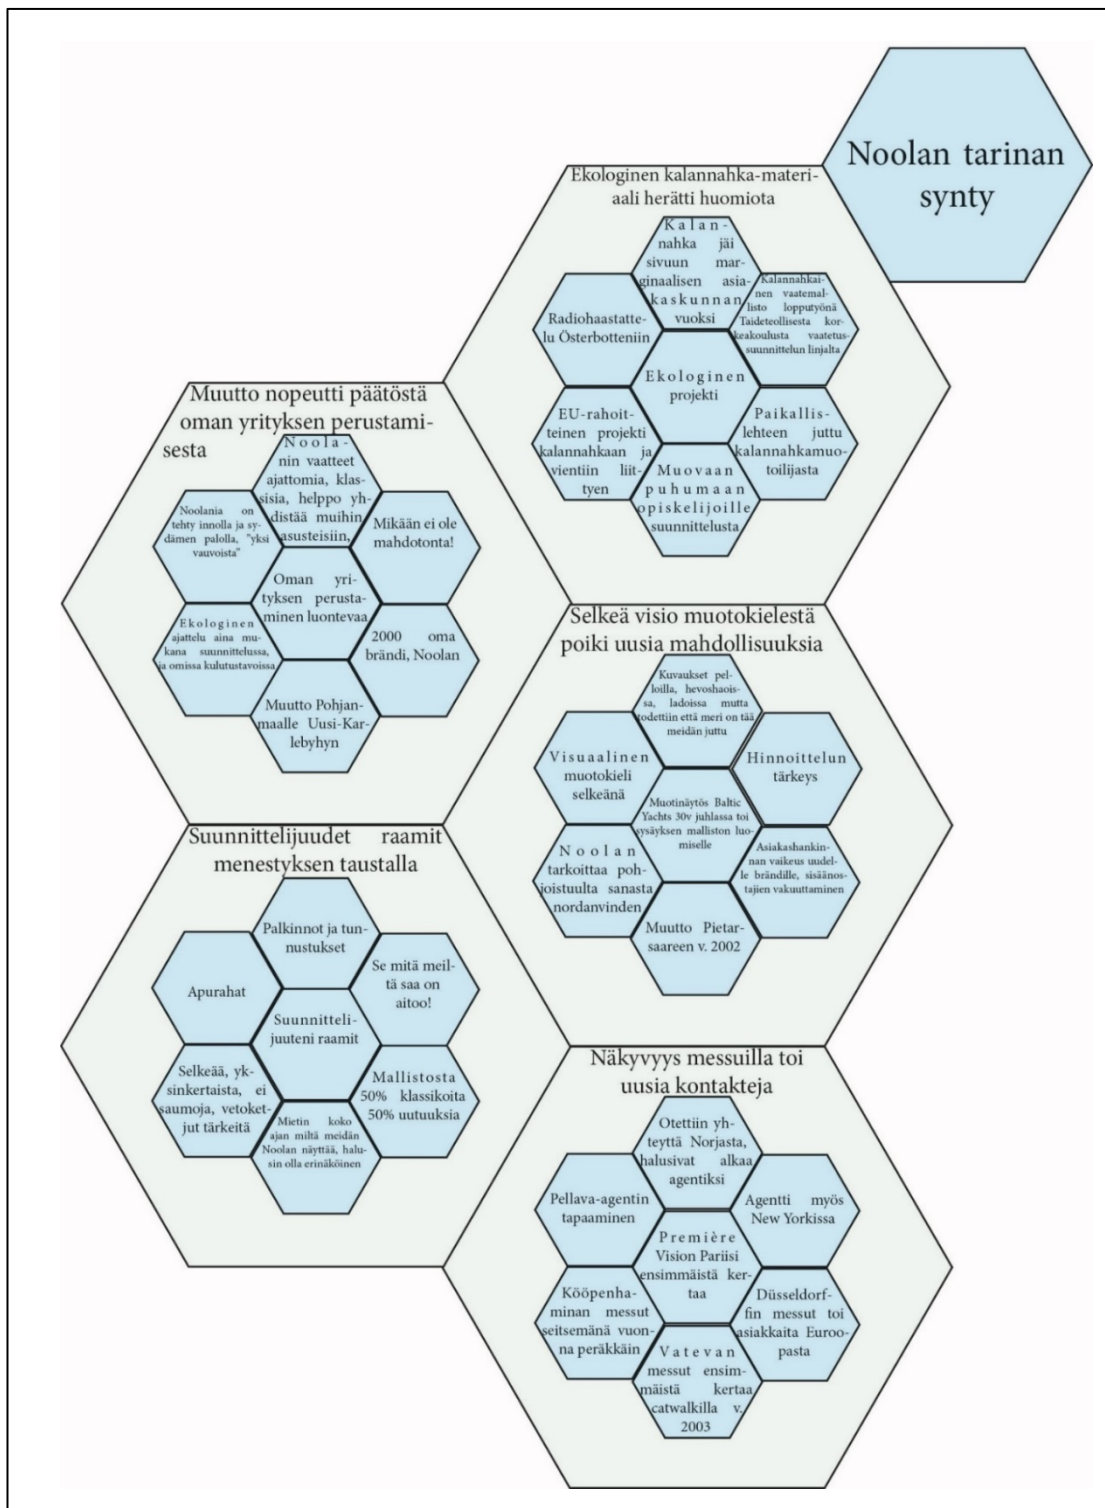 Noolan tarinan
synty
Ekologinen kalannahka-materi-
aali herätti huomiota
Kalan-
nahka jäi
sivuun mar-
ginaalisen asia-
kaskunnan
vuoksi
Radiohaastatte-
lu Österbotteniin
Kalannahkai-
nen vaatemal-
listo lopputyönä
Taideteollisesta kor-
keakoulusta vaatetus-
suunnittelun linjalta
Ekologinen
projekti
EU-rahoit-
teinen projekti
kalannahkaan ja
vientiin liit-
tyen
Paikallis-
lehteen juttu
kalannahkamuo-
toilijasta
Muovaan
puhumaan
opiskelijoille
suunnittelusta
Muutto nopeutti päätöstä
oman yrityksen perustami-
sesta
Noola-
nin vaatteet
ajattomia, klas-
sisia, helppo yh-
distää muihin
asusteisiin,
Noolania on
tehty innolla ja sy-
dämen palolla, "yksi
vauvoista"
Mikään ei ole
mahdotonta!
Oman yri-
tyksen perusta-
minen luontevaa
Ekologinen
ajattelu aina mu-
kana suunnittelussa,
ja omissa kulutustavoissa
2000 oma
brändi, Noolan
Muutto Pohjan-
maalle Uusi-Kar-
lebyhyn
Selkeä visio muotokielestä
poiki uusia mahdollisuuksia
Kuvaukset pel-
loilla, hevoshaois-
sa, ladoissa mutta
todettiin että meri on tää
meidän juttu
Visuaalinen
muotokieli
selkeänä
Hinnoittelun
tärkeys
Muotinäytös Baltic
Yachts 30v juhlassa toi
sysäyksen malliston luo-
miselle
Noolan
tarkoittaa poh-
joistuulta sanasta
nordanvinden
Asiakashankin-
nan vaikeus uudel-
le brändille, sisäänos-
tajien vakuuttaminen
Muutto Pietar-
saareen v. 2002
Suunnittelijuudet raamit
menestyksen taustalla
Palkinnot ja tun-
nustukset
Apurahat
Se mitä meil-
tä saa on
aitoo!
Suunnitteli-
juuteni raamit
Selkeää, yk-
sinkertaista, ei
saumoja, vetoket-
jut tärkeitä
Mallistosta
50% klassikoita
50% uutuuksia
Mietin koko
ajan miltä meidän
Noolan näyttää, halu-
sin olla erinäköinen
Näkyvyys messuilla toi
uusia kontakteja
Otettiin yh-
teyttä Norjasta,
halusivat alkaa
agentiksi
Pellava-agentin
tapaaminen
Agentti myös
New Yorkissa
Première
Vision Pariisi
ensimmäistä ker-
taa
Kööpenha-
minan messut
seitsemänä vuon-
na peräkkäin
Düsseldorf-
fin messut toi
asiakkaita Euroo-
pasta
Vatevan
messut ensim-
mäistä kertaa
catwalkilla v.
2003